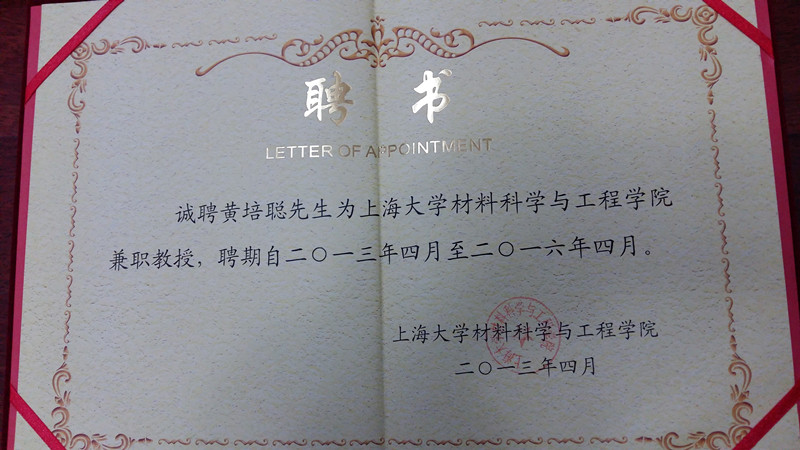 聘书
LETTER OF APPOINTMENT
诚聘黄培聪先生为上海大学材料科学与工程学院
兼职教授，聘期自二〇一三年四月至二〇一六年四月。
上海大学材料科学与工程学院
二〇一三年四月